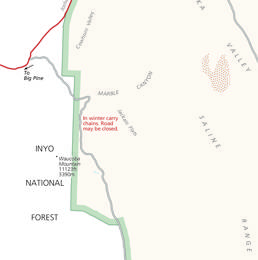 KA
Cowhorn Valley
VALLEY
To
Big Pine
MARBLE CANYON
Jackass Flats
In winter carry
chains. Road
may be closed.
SALINE
INYO
Waucoba
Mountain
11123ft
3390m
NATIONAL
FOREST
RANGE